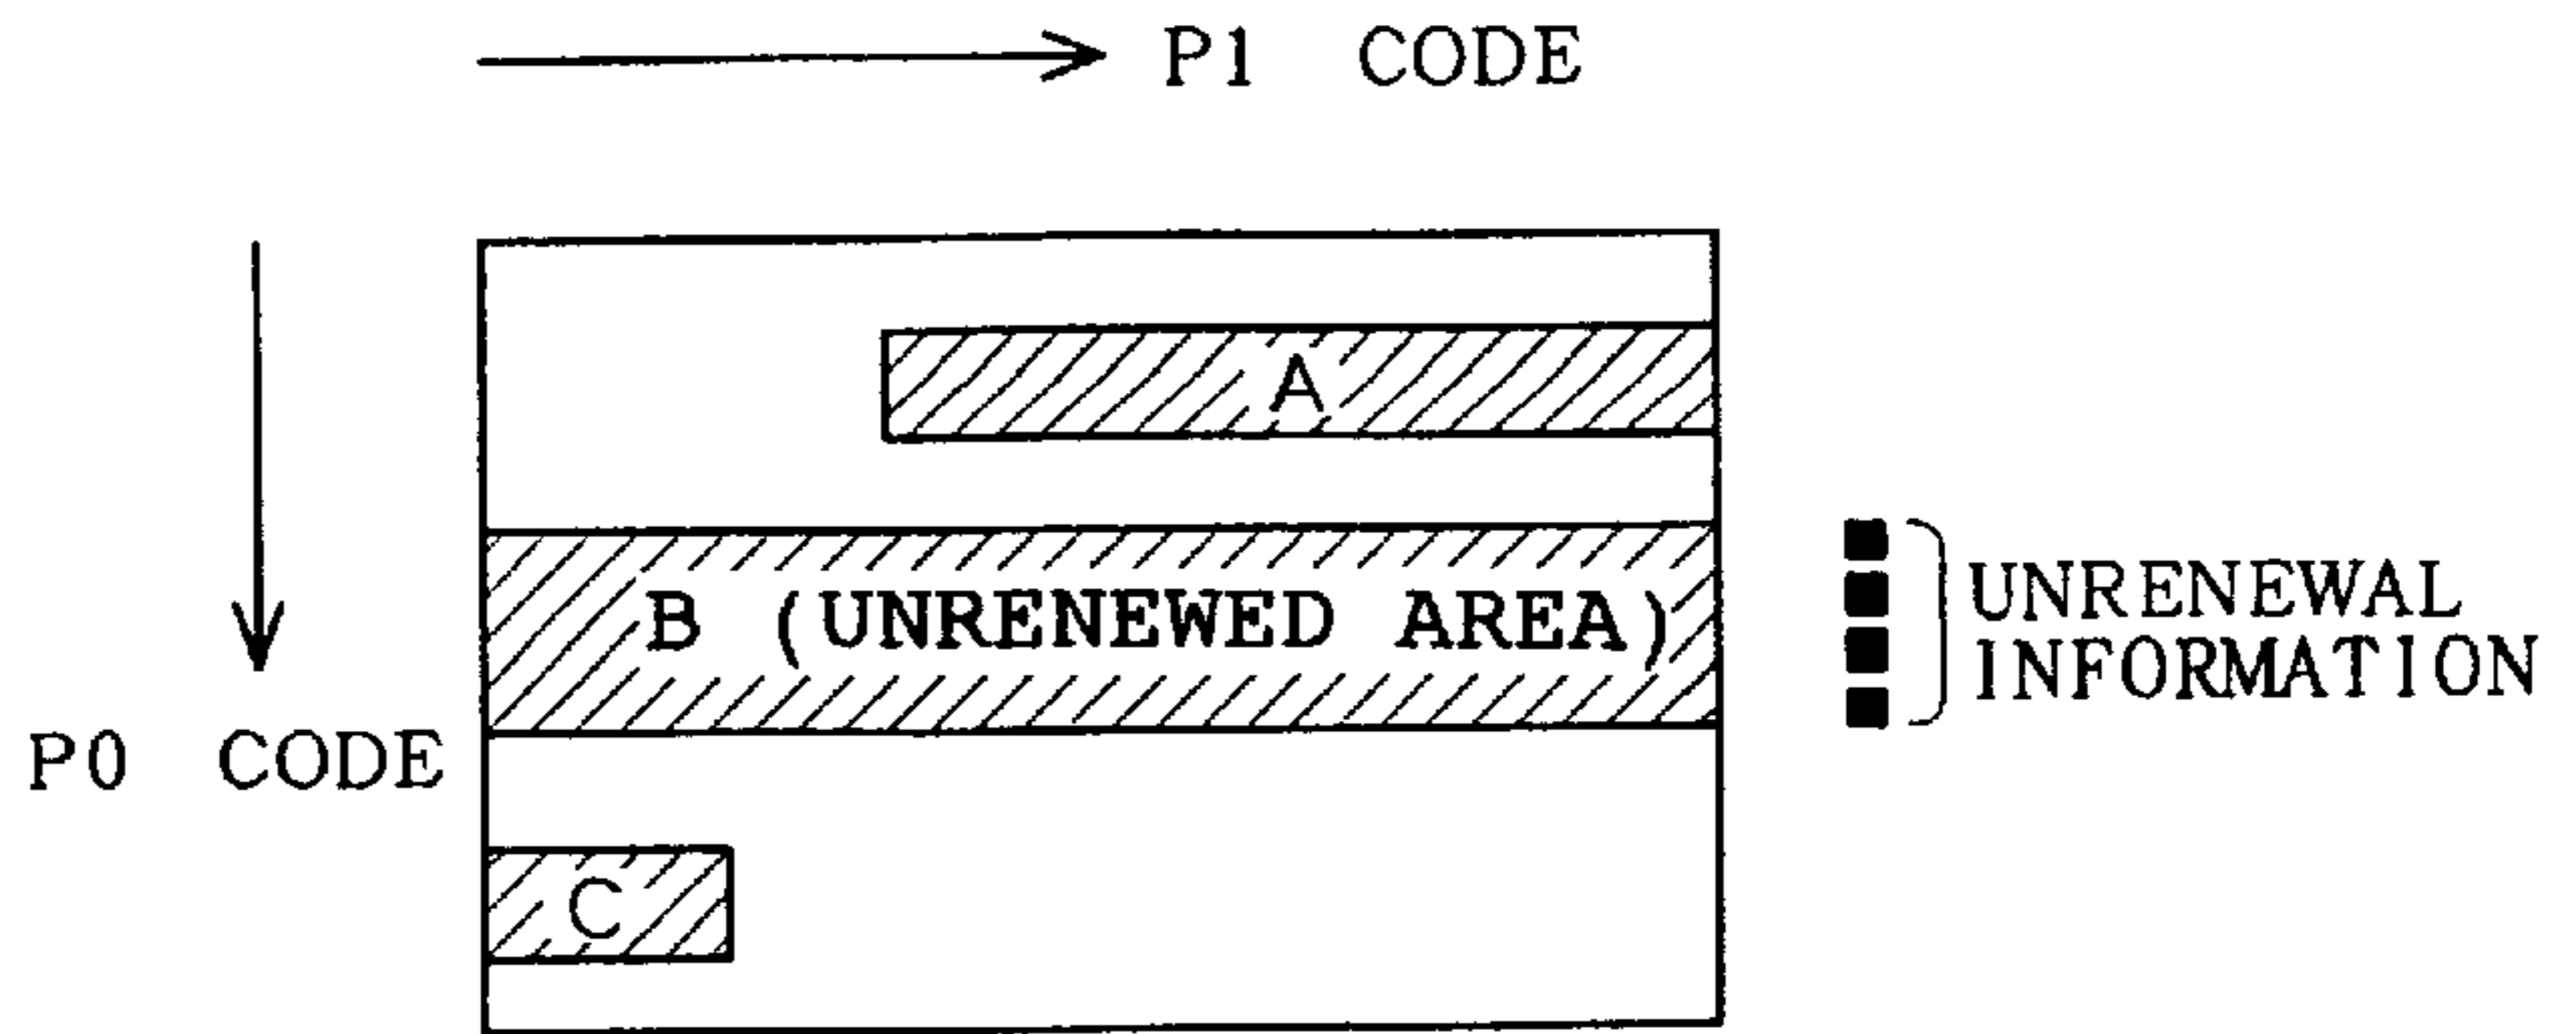 P1 CODE
A
B (UNRENEWED AREA)
UNRENEWAL
INFORMATION
P0 CODE
C